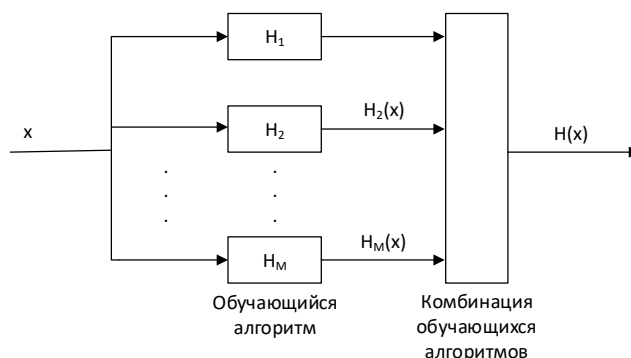 H₁
H₂
H₂(x)
x
H(x)
. . .
. . .
. . .
Hₘ
Hₘ(x)
Обучающийся
алгоритм
Комбинация
обучающихся
алгоритмов